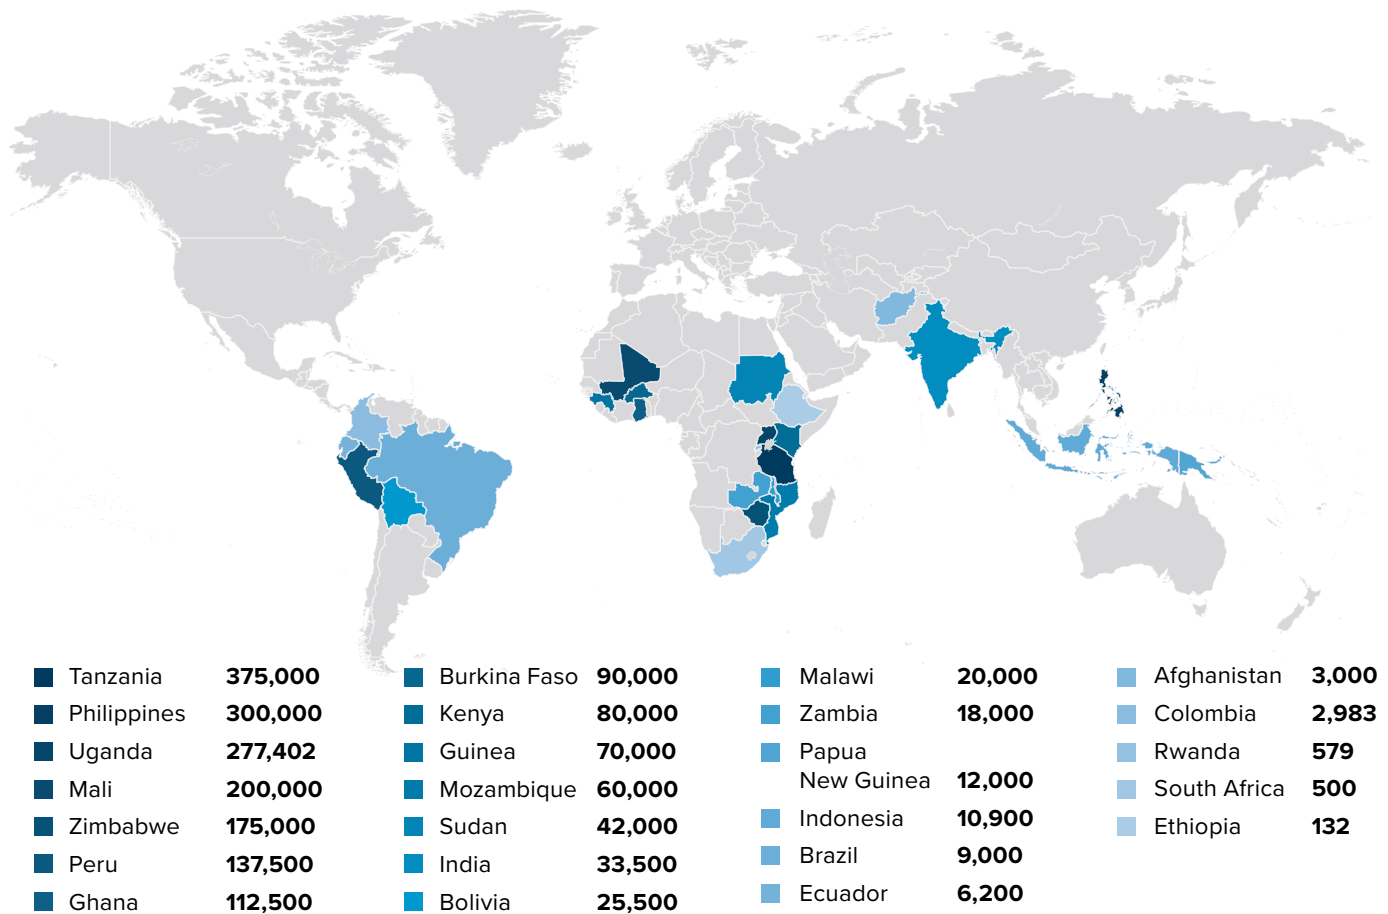 Tanzania 375,000
Philippines 300,000
Uganda 277,402
Mali 200,000
Zimbabwe 175,000
Peru 137,500
Ghana 112,500
Burkina Faso 90,000
Kenya 80,000
Guinea 70,000
Mozambique 60,000
Sudan 42,000
India 33,500
Bolivia 25,500
Malawi 20,000
Zambia 18,000
Papua
New Guinea 12,000
Indonesia 10,900
Brazil 9,000
Ecuador 6,200
Afghanistan 3,000
Colombia 2,983
Rwanda 579
South Africa 500
Ethiopia 132